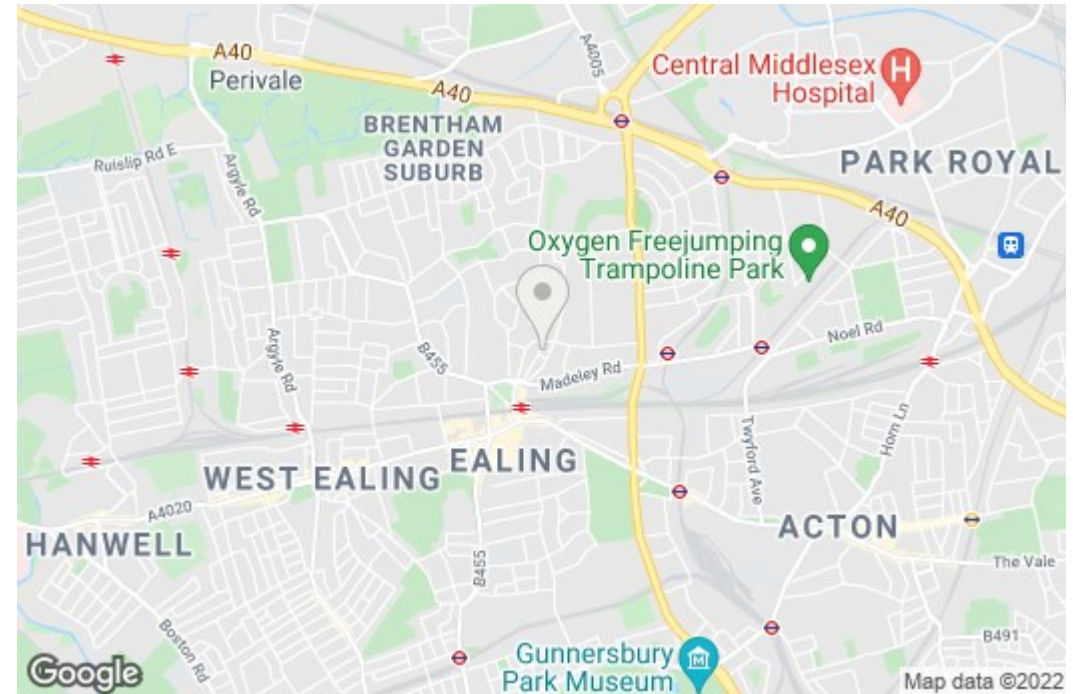 A40
Perivale
A4005
A40
Central Middlesex
Hospital
H
BRENTHAM
GARDEN
SUBURB
Ruislip Rd E
Argyle Rd
PARK ROYAL
A40
Oxygen Freejumping
Trampoline Park
Noel Rd
Argyle Rd
B455
Madeley Rd
Horn Ln
Twyford Ave
EALING
WEST EALING
A4020
ACTON
HANWELL
The Vale
B455
Boston Rd
B491
Gunnersbury
Park Museum
Google
Map data ©2022